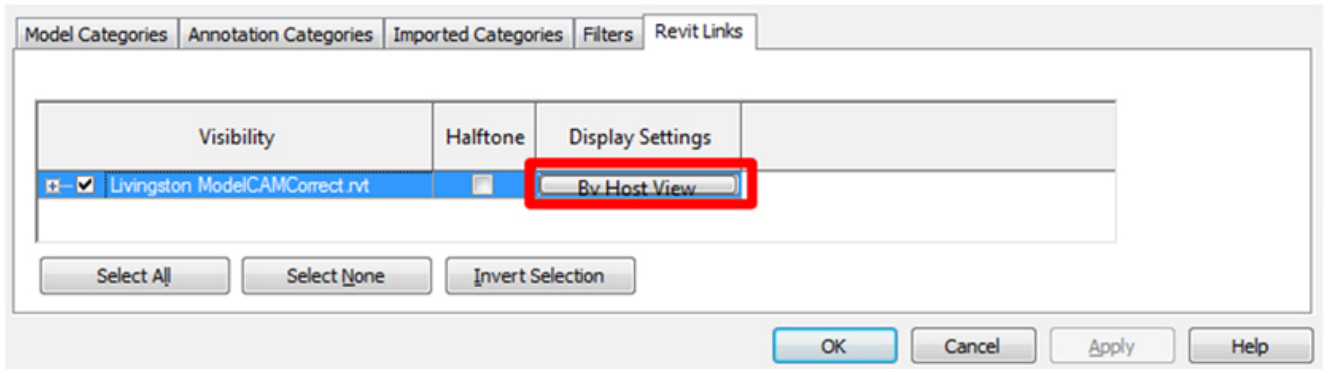 Model Categories Annotation Categories Imported Categories Filters Revit Links
Visibility Halftone Display Settings
Livingston ModelCAMCorrect.rvt By Host View
Select All Select None Invert Selection
OK Cancel Apply Help